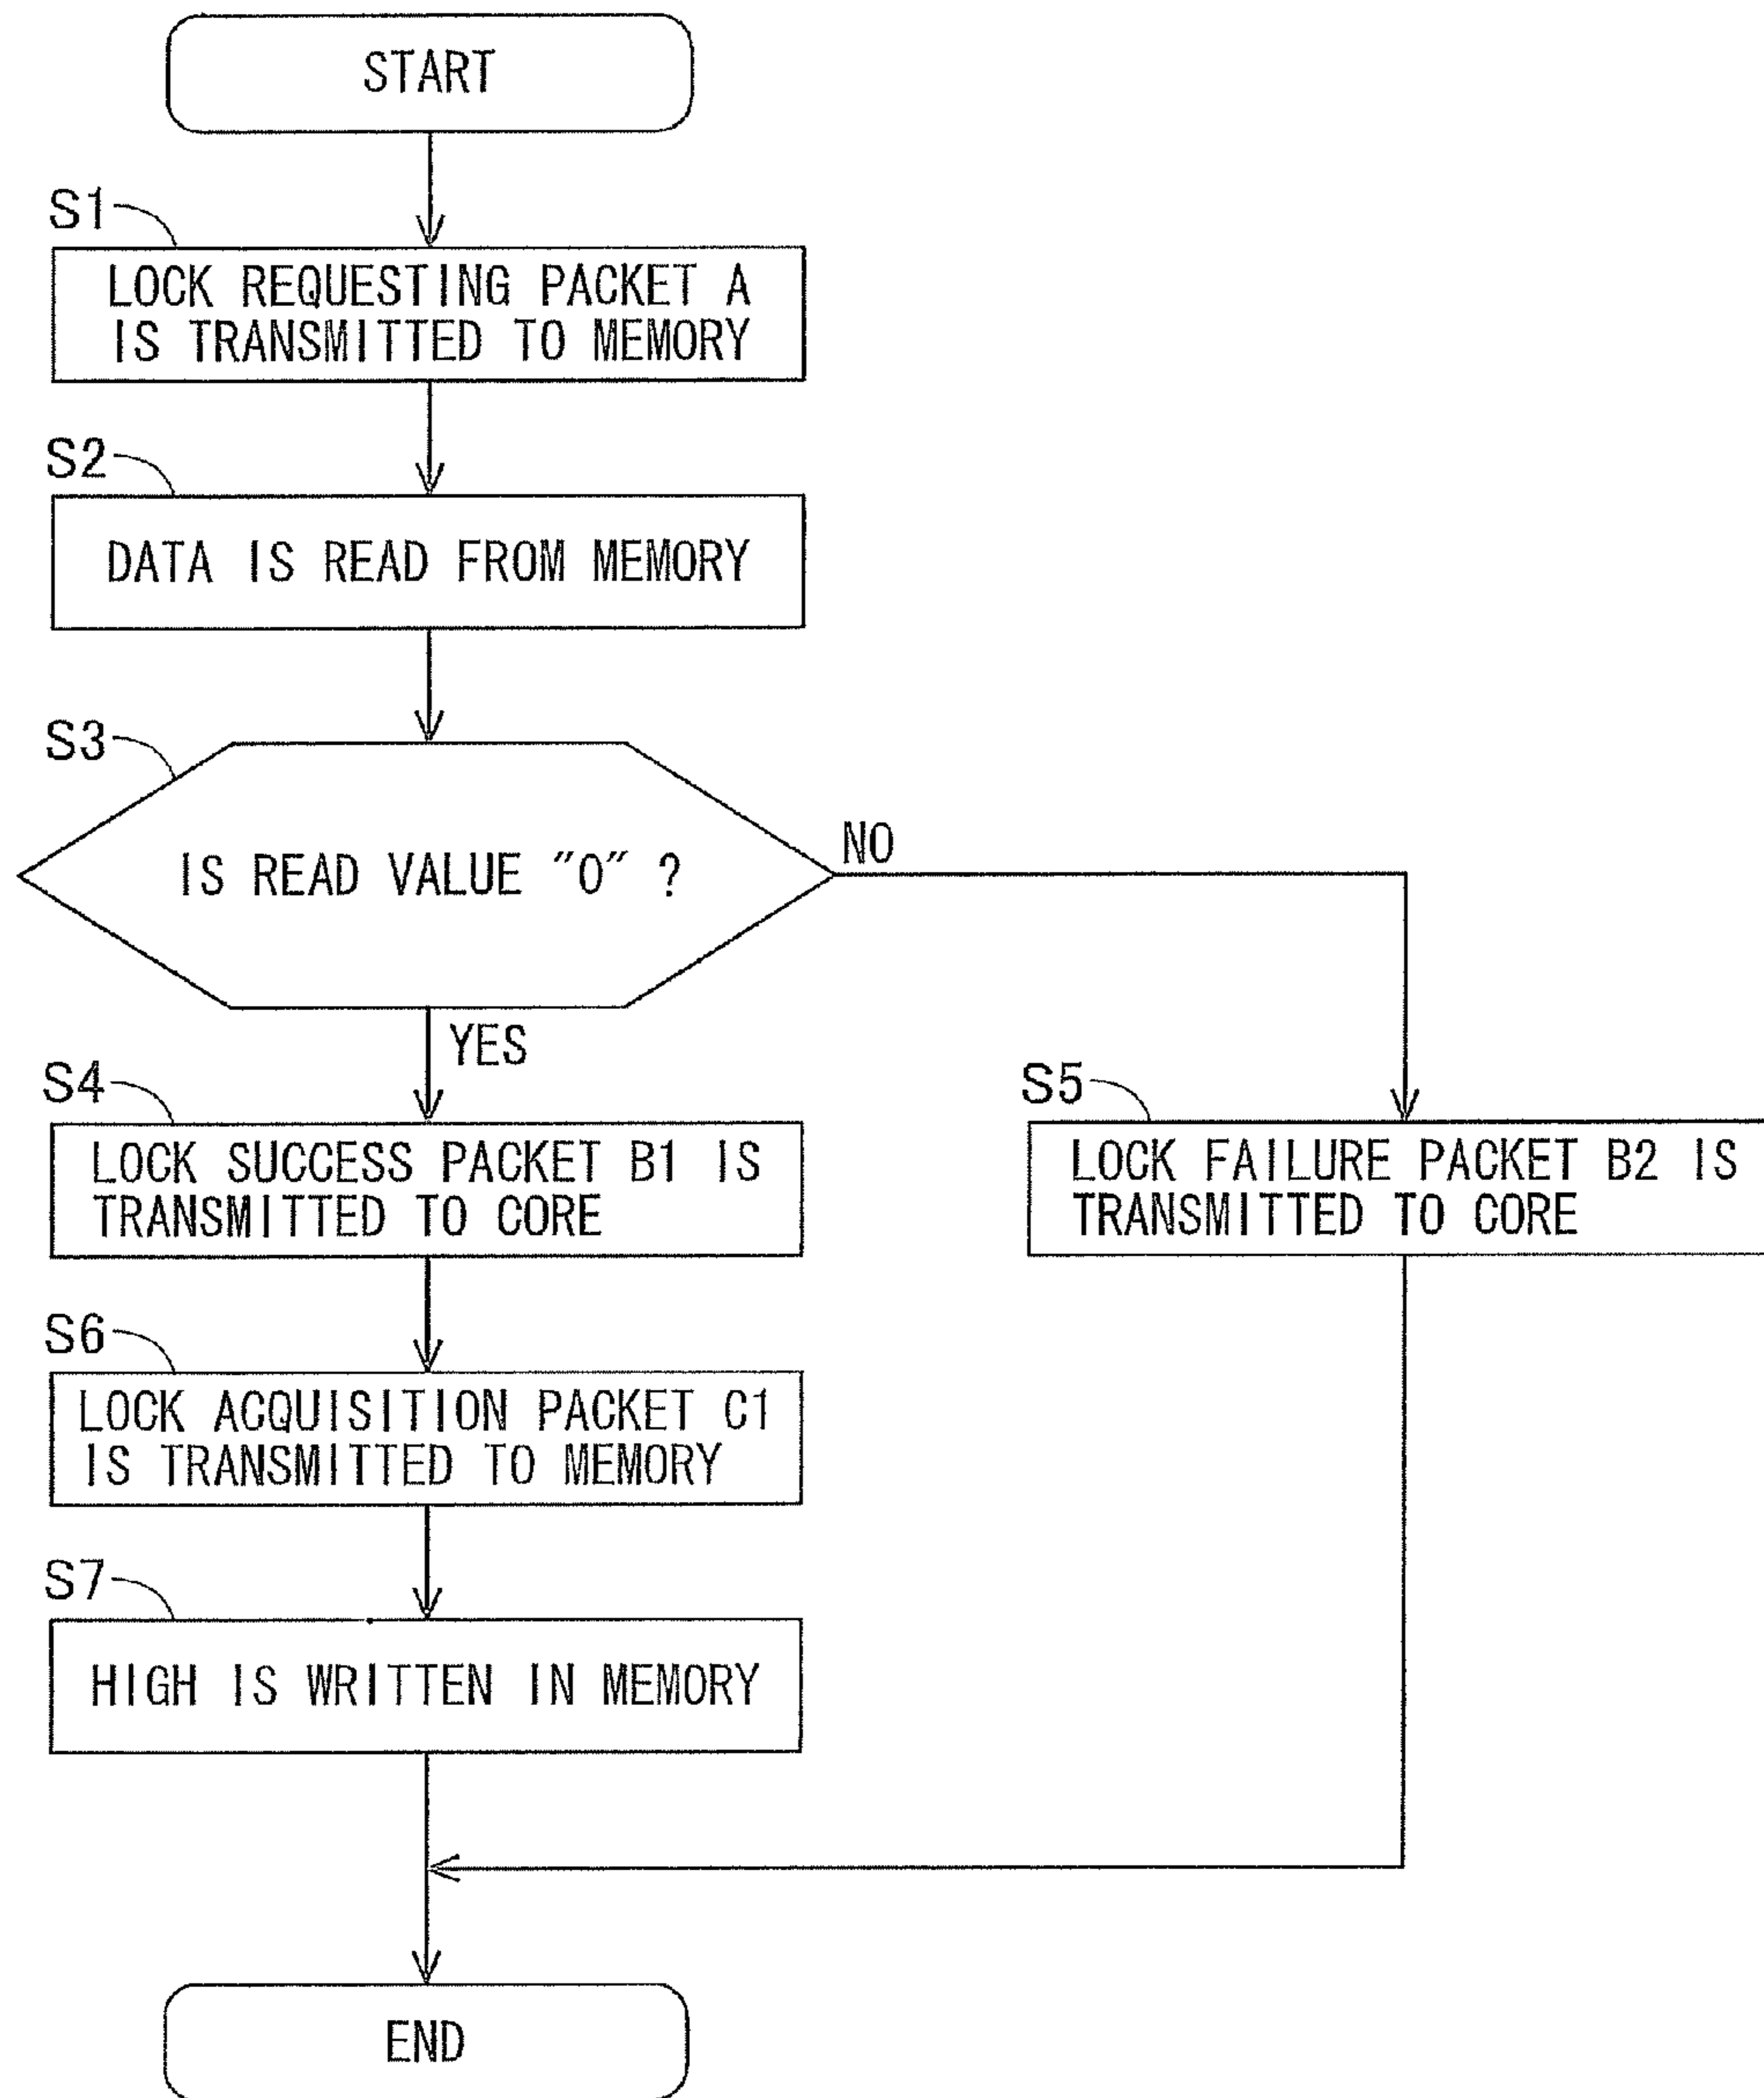 START
S1
LOCK REQUESTING PACKET A
IS TRANSMITTED TO MEMORY
S2
DATA IS READ FROM MEMORY
S3
IS READ VALUE "0" ?
NO
YES
S4
LOCK SUCCESS PACKET B1 IS
TRANSMITTED TO CORE
S5
LOCK FAILURE PACKET B2 IS
TRANSMITTED TO CORE
S6
LOCK ACQUISITION PACKET C1
IS TRANSMITTED TO MEMORY
S7
HIGH IS WRITTEN IN MEMORY
END